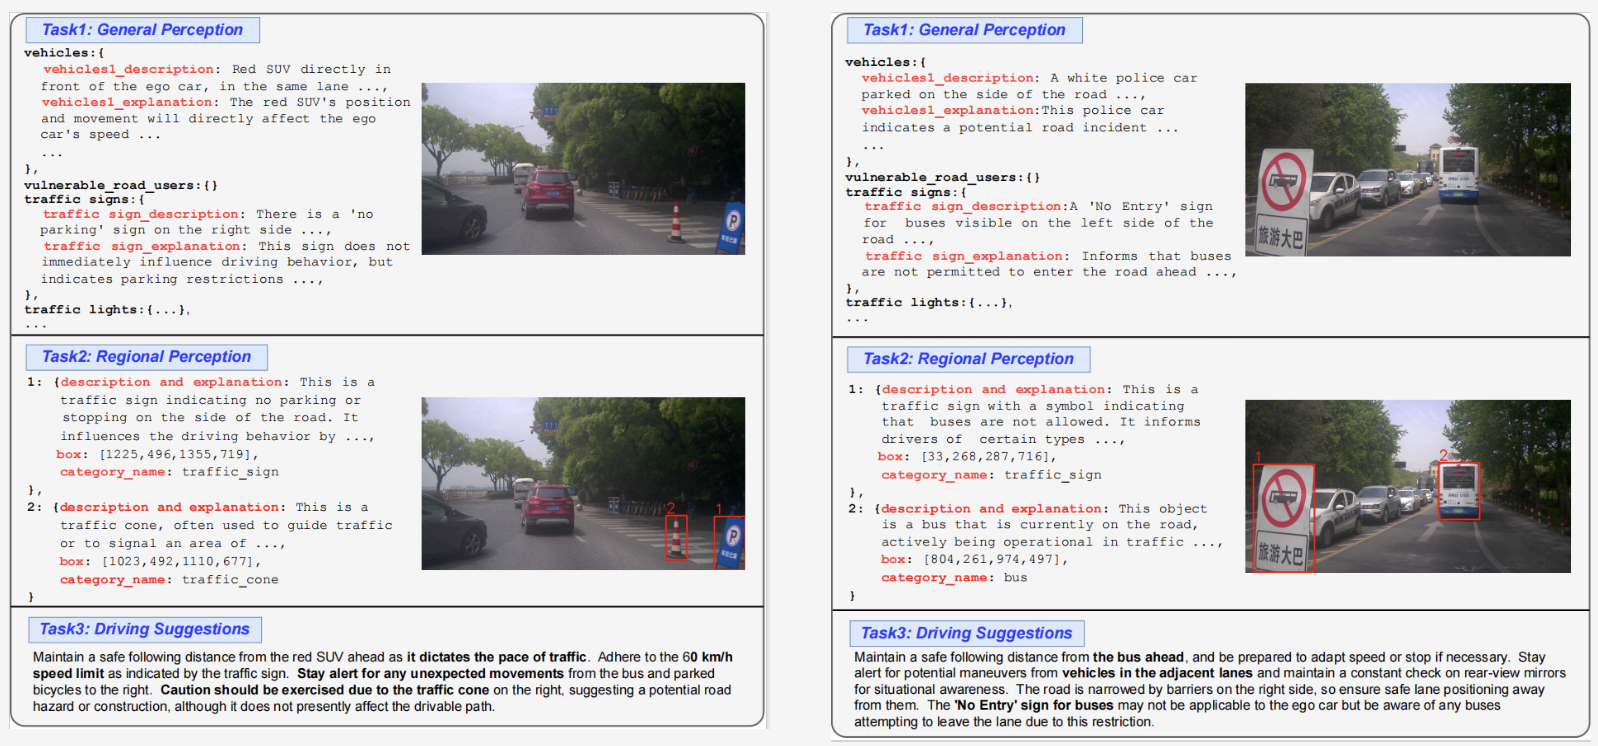 Task1: General Perception
vehicles:{
vehicles1_description: Red SUV directly in
front of the ego car, in the same lane ...,
vehicles1_explanation: The red SUV's position
and movement will directly affect the ego
car's speed ...
...
},
vulnerable_road_users:{}
traffic signs:{
traffic sign_description: There is a 'no
parking' sign on the right side ...,
traffic sign_explanation: This sign does not
immediately influence driving behavior, but
indicates parking restrictions ...,
},
traffic lights:{...},
...
P
Task2: Regional Perception
1: {description and explanation: This is a
traffic sign indicating no parking or
stopping on the side of the road. It
influences the driving behavior by ...,
box: [1225,496,1355,719],
category_name: traffic_sign
},
2: {description and explanation: This is a
traffic cone, often used to guide traffic
or to signal an area of ...,
box: [1023,492,1110,677],
category_name: traffic_cone
}
2
1
P
Task3: Driving Suggestions
Maintain a safe following distance from the red SUV ahead as it dictates the pace of traffic. Adhere to the 60 km/h
speed limit as indicated by the traffic sign. Stay alert for any unexpected movements from the bus and parked
bicycles to the right. Caution should be exercised due to the traffic cone on the right, suggesting a potential road
hazard or construction, although it does not presently affect the drivable path.
Task1: General Perception
vehicles:{
vehicles1_description: A white police car
parked on the side of the road ...,
vehicles1_explanation:This police car
indicates a potential road incident ...
...
},
vulnerable_road_users:{}
traffic signs:{
traffic sign_description:A 'No Entry' sign
for buses visible on the left side of the
road ...,
traffic sign_explanation: Informs that buses
are not permitted to enter the road ahead ...,
},
traffic lights:{...},
...
旅游大巴
Task2: Regional Perception
1: {description and explanation: This is a
traffic sign with a symbol indicating
that buses are not allowed. It informs
drivers of certain types ...,
box: [33,268,287,716],
category_name: traffic_sign
},
2: {description and explanation: This object
is a bus that is currently on the road,
actively being operational in traffic ...,
box: [804,261,974,497],
category_name: bus
}
1
2
旅游大巴
Task3: Driving Suggestions
Maintain a safe following distance from the bus ahead, and be prepared to adapt speed or stop if necessary. Stay
alert for potential maneuvers from vehicles in the adjacent lanes and maintain a constant check on rear-view mirrors
for situational awareness. The road is narrowed by barriers on the right side, so ensure safe lane positioning away
from them. The 'No Entry' sign for buses may not be applicable to the ego car but be aware of any buses
attempting to leave the lane due to this restriction.